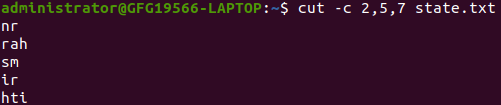 administrator@GFG19566-LAPTOP:~$ cut -c 2,5,7 state.txt
nr
rah
sm
ir
hti